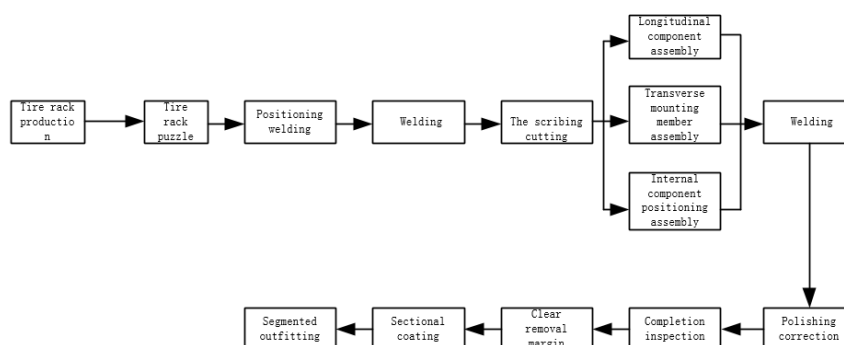 Tire rack
productio
n
Tire
rack
puzzle
Positioning
welding
Welding
The scribing
cutting
Longitudinal
component
assembly
Transverse
mounting
member
assembly
Internal
component
positioning
assembly
Welding
Polishing
correction
Completion
inspection
Clear
removal
margin
Sectional
coating
Segmented
outfitting